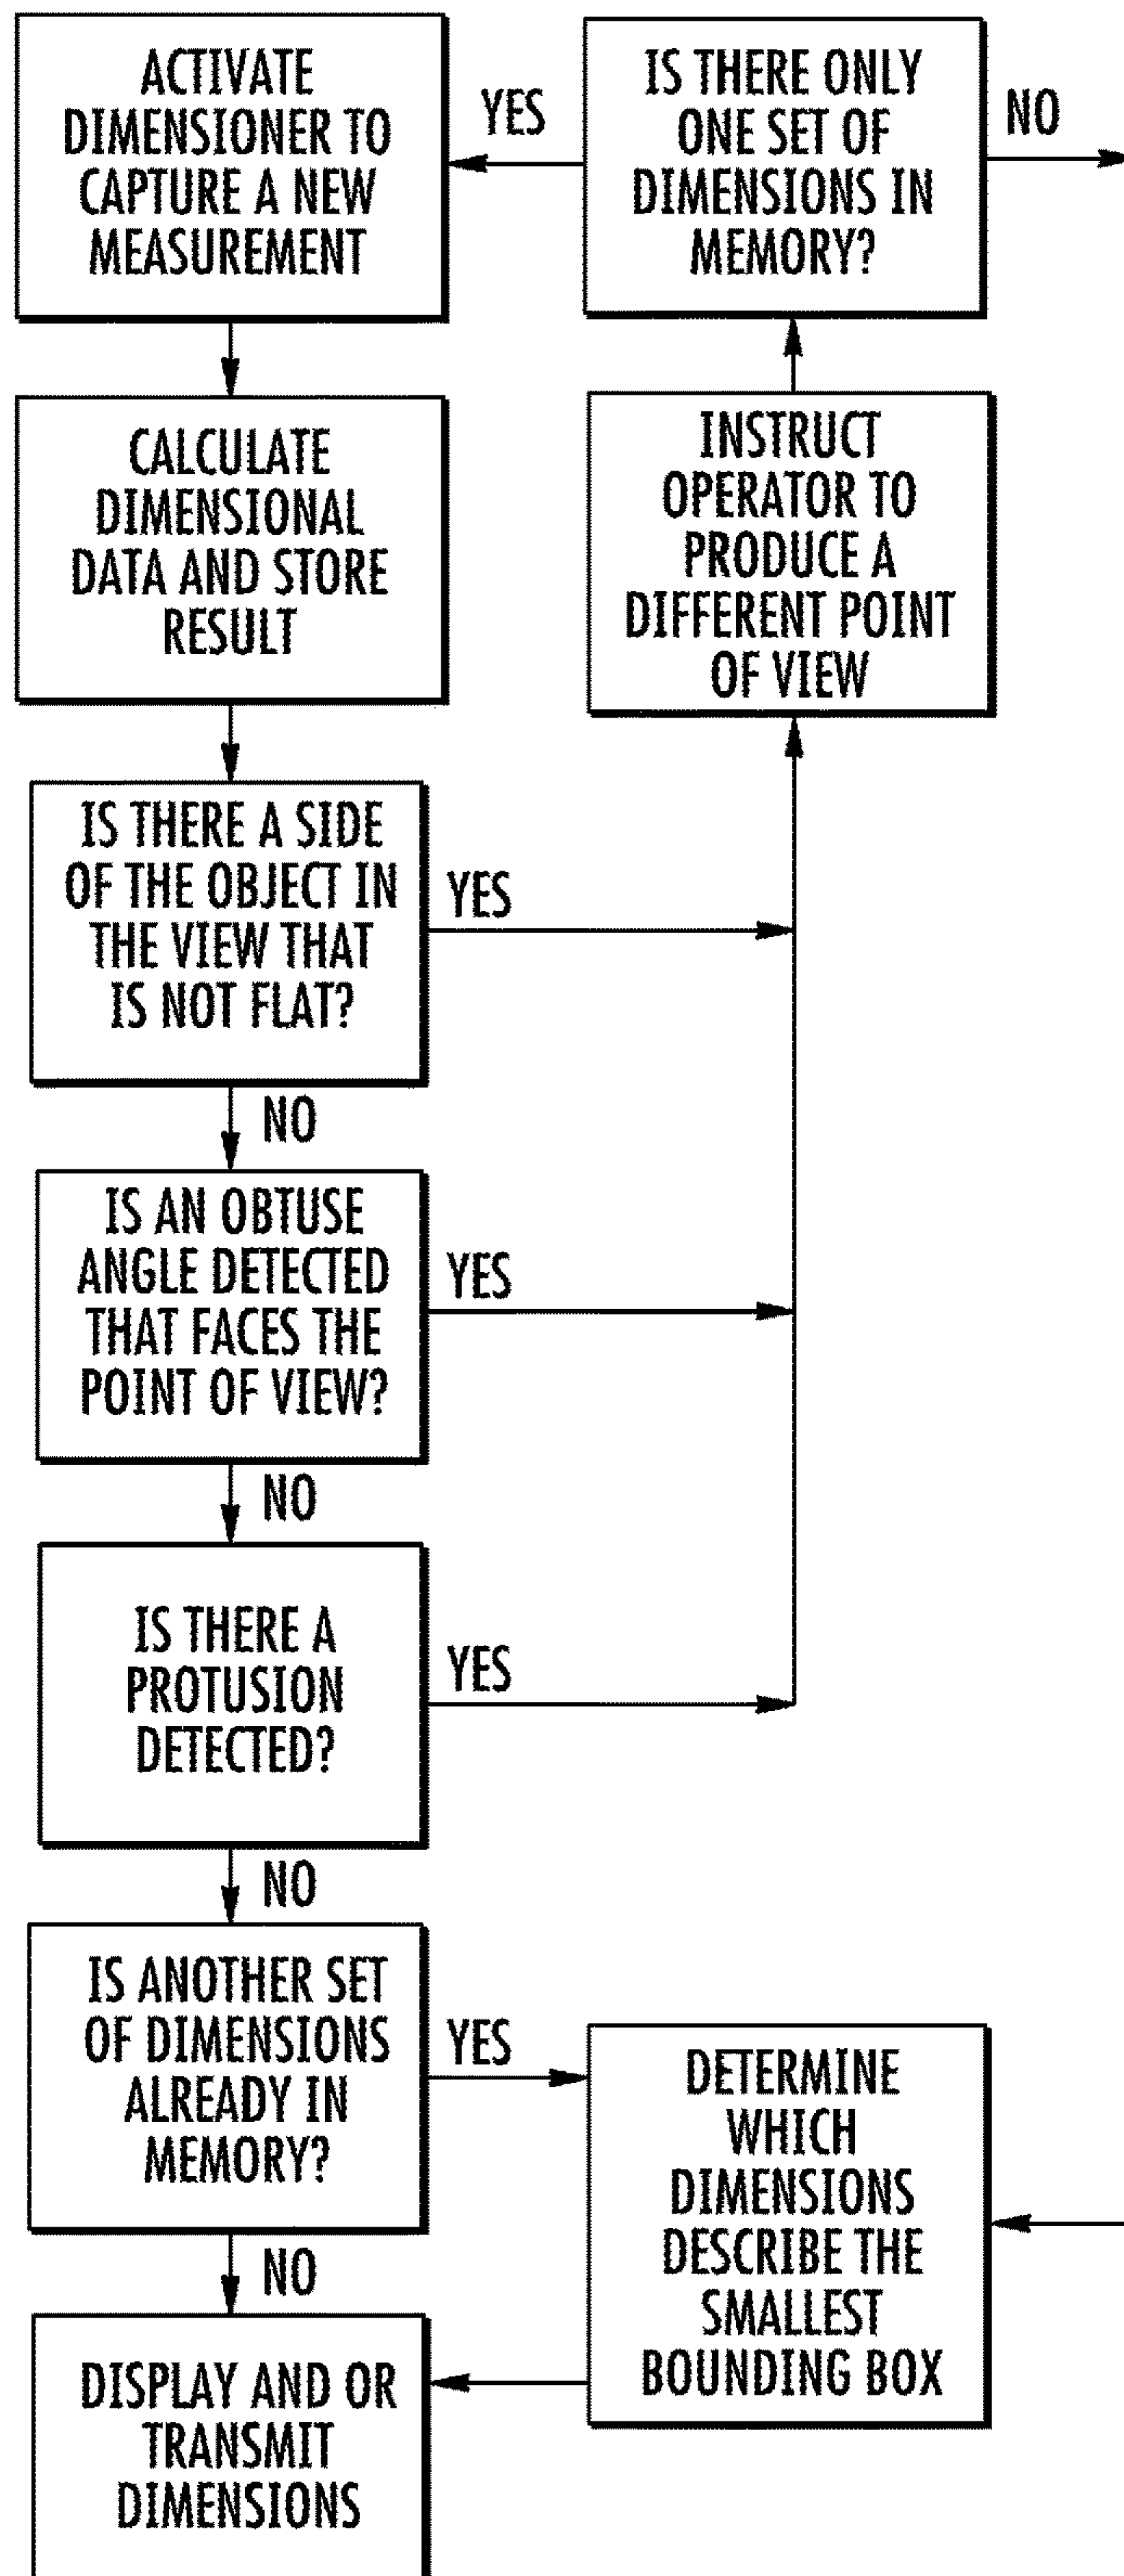 ACTIVATE
DIMENSIONER TO
CAPTURE A NEW
MEASUREMENT
YES
IS THERE ONLY
ONE SET OF
DIMENSIONS IN
MEMORY?
NO
CALCULATE
DIMENSIONAL
DATA AND STORE
RESULT
INSTRUCT
OPERATOR TO
PRODUCE A
DIFFERENT POINT
OF VIEW
IS THERE A SIDE
OF THE OBJECT IN
THE VIEW THAT
IS NOT FLAT?
YES
NO
IS AN OBTUSE
ANGLE DETECTED
THAT FACES THE
POINT OF VIEW?
YES
NO
IS THERE A
PROTUSION
DETECTED?
YES
NO
IS ANOTHER SET
OF DIMENSIONS
ALREADY IN
MEMORY?
YES
DETERMINE
WHICH
DIMENSIONS
DESCRIBE THE
SMALLEST
BOUNDING BOX
NO
DISPLAY AND OR
TRANSMIT
DIMENSIONS